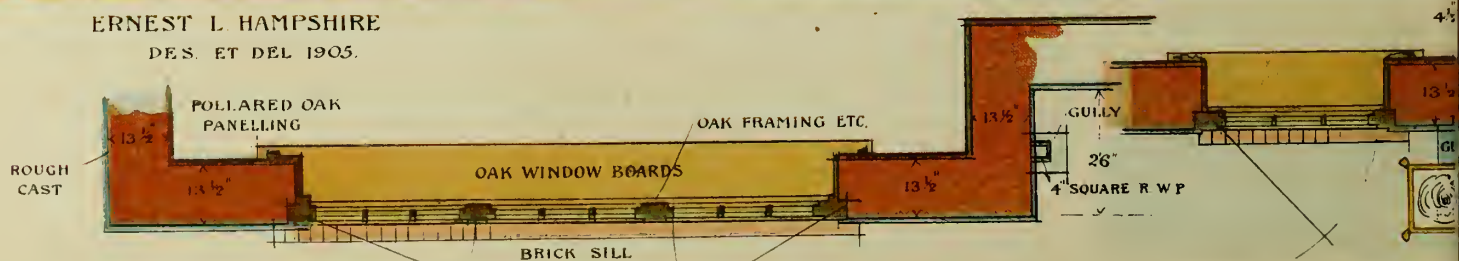 ERNEST L. HAMPSHIRE
DES. ET DEL 1905.
4½"
POLLARED OAK
PANELLING
13½"
ROUGH
CAST
13½"
OAK FRAMING ETC.
OAK WINDOW BOARDS
BRICK SILL
13½"
13½"
GULLY
2'6"
4" SQUARE R W P
13½
GU